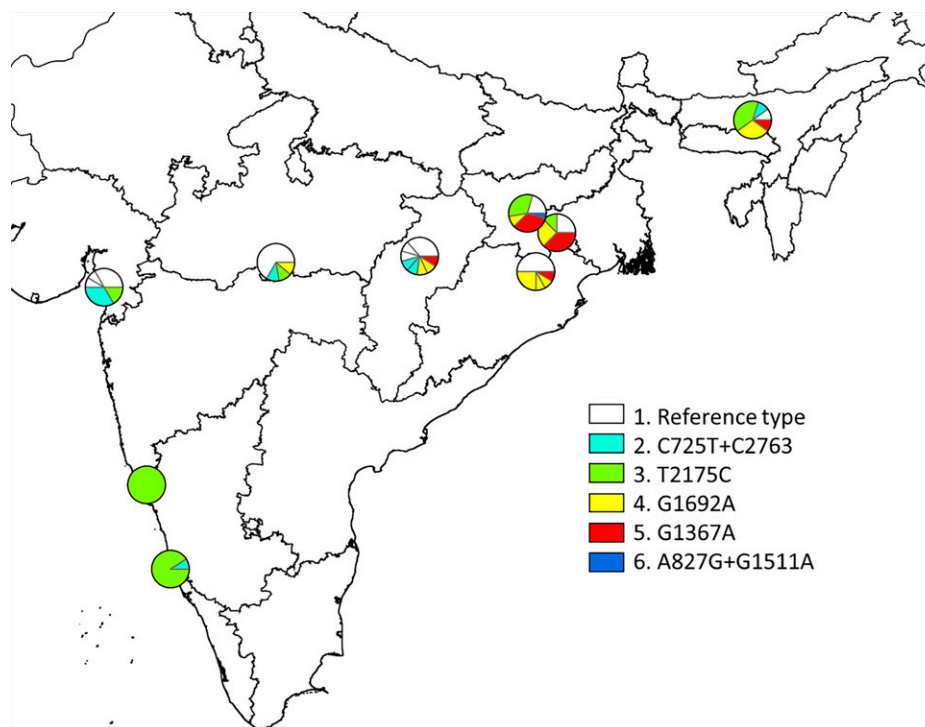 1. Reference type
2. C725T+C2763
3. T2175C
4. G1692A
5. G1367A
6. A827G+G1511A